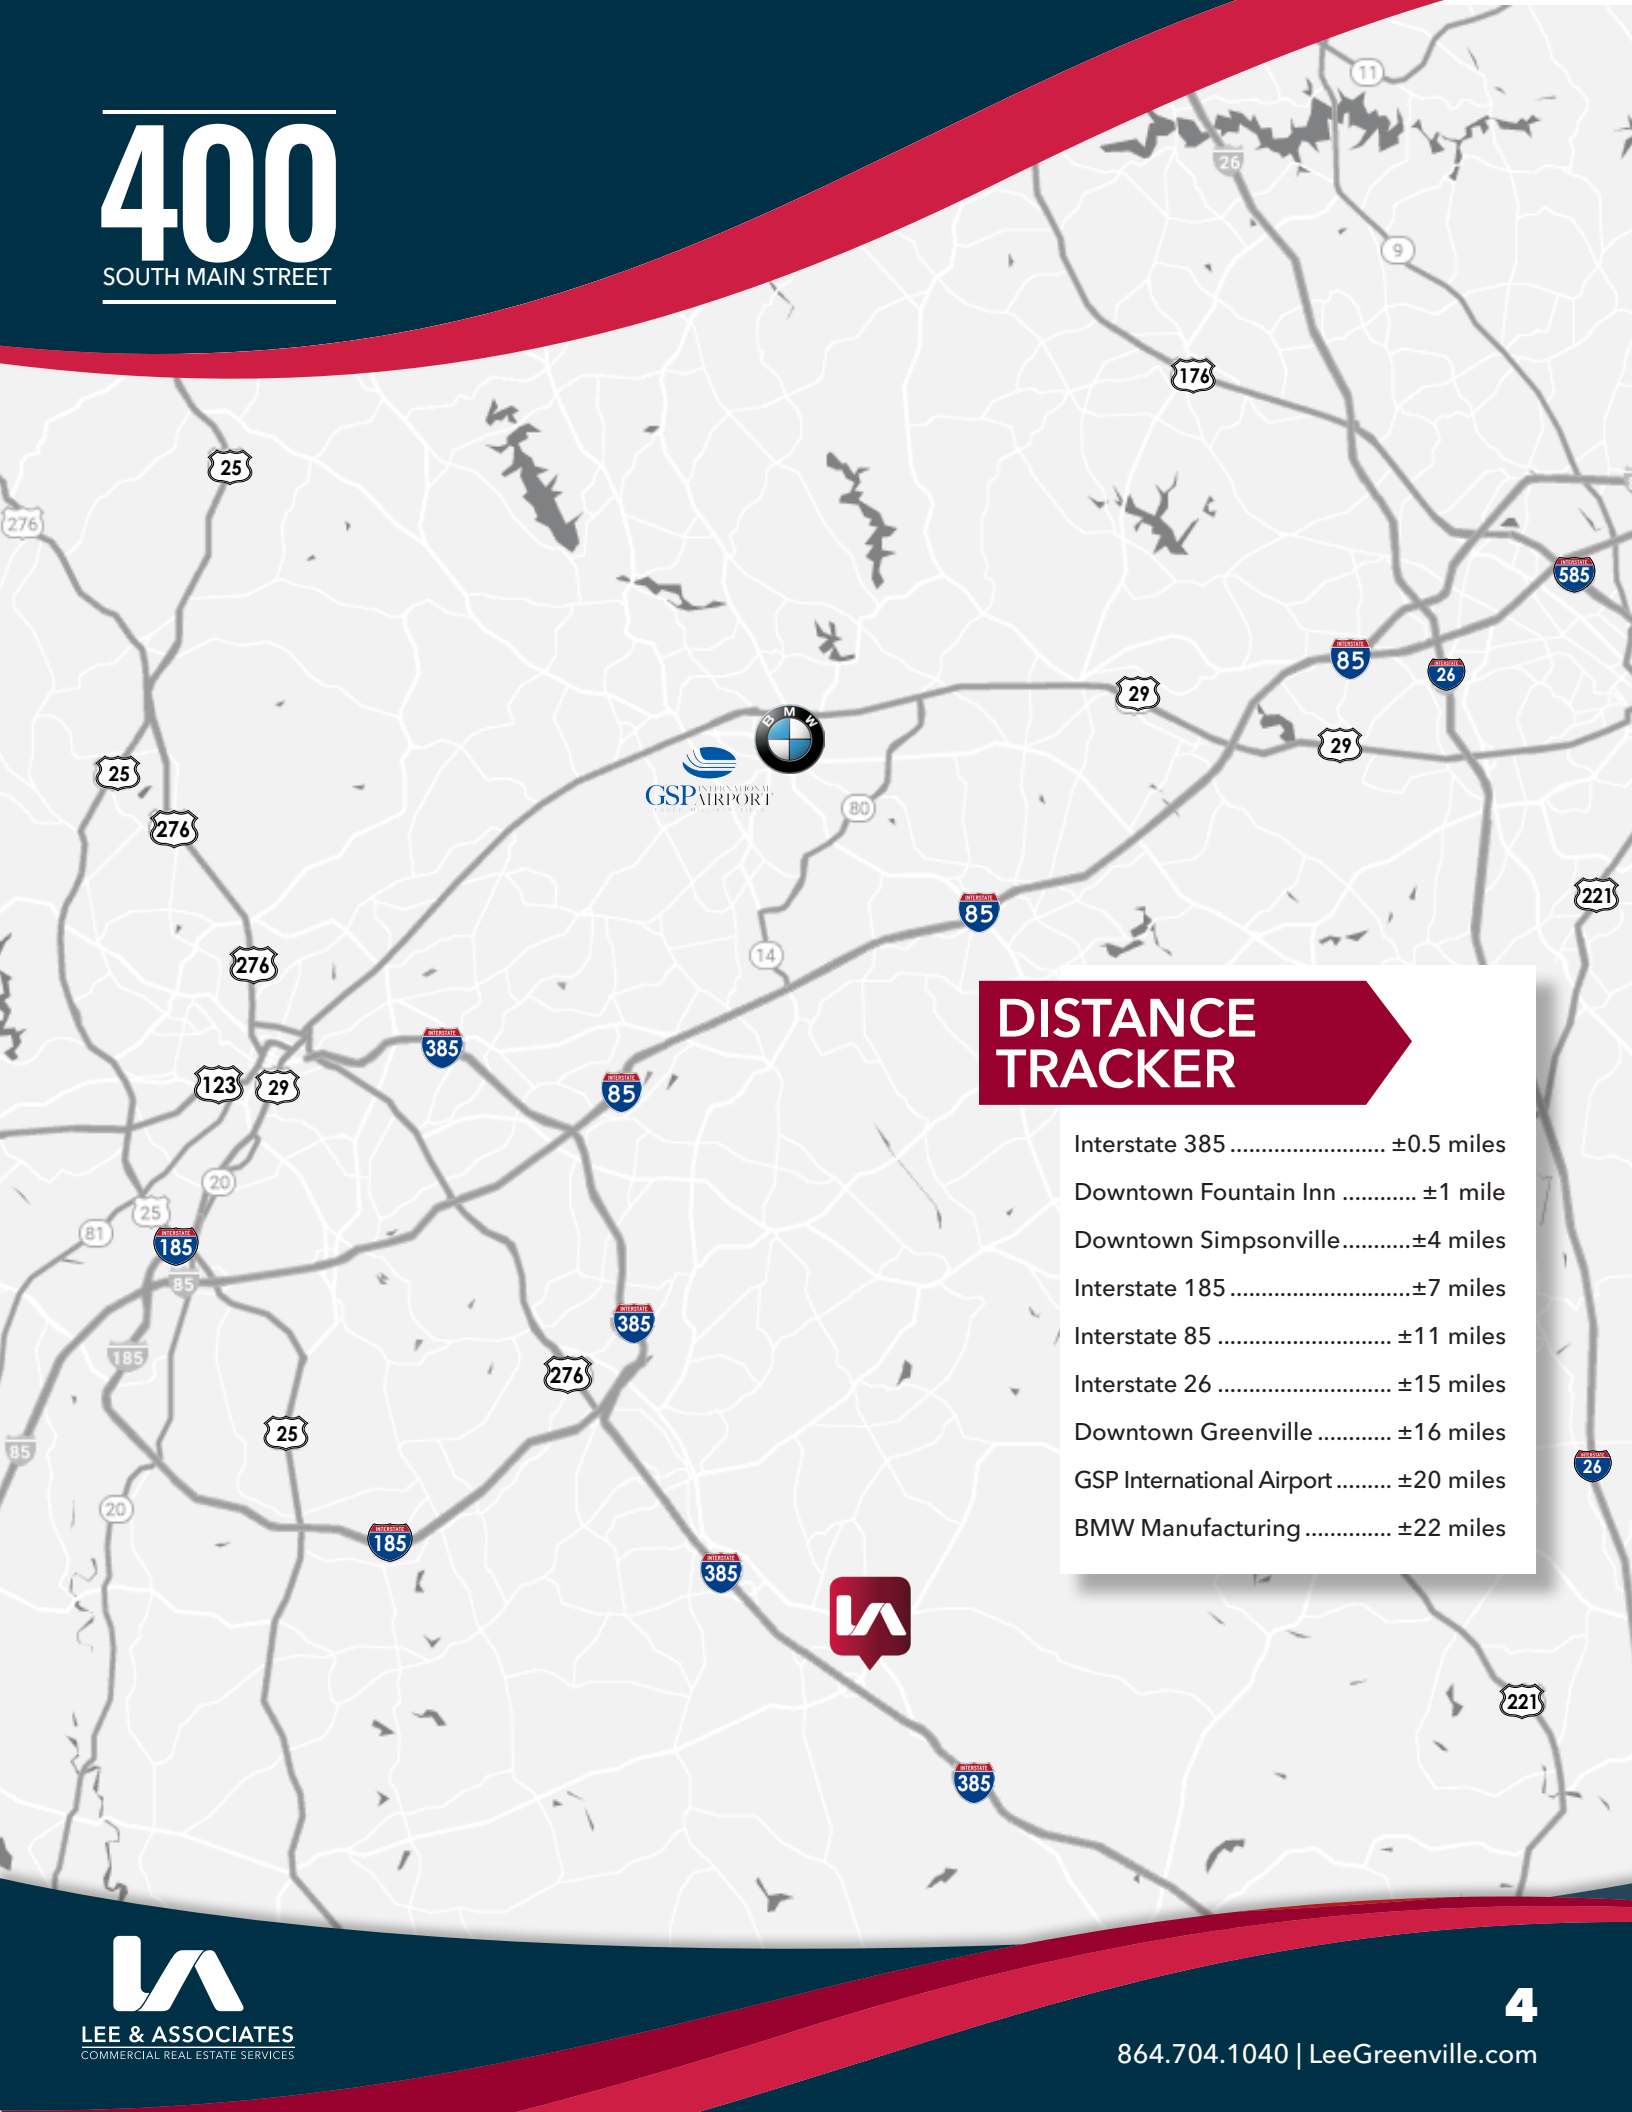 400
SOUTH MAIN STREET
11
26
9
176
25
276
585
85
26
29
29
BMW
25
GSP INTERNATIONAL
AIRPORT
80
276
221
85
276
14
DISTANCE
TRACKER
385
123
29
85
Interstate 385 ......................... ±0.5 miles
Downtown Fountain Inn ............ ±1 mile
Downtown Simpsonville...........±4 miles
Interstate 185.............................±7 miles
Interstate 85 ............................ ±11 miles
Interstate 26 ............................ ±15 miles
Downtown Greenville ............ ±16 miles
GSP International Airport ......... ±20 miles
BMW Manufacturing.............. ±22 miles
20
25
81
INTERSTATE
185
85
385
185
276
25
85
26
20
185
385
LA
221
385
LA
LEE & ASSOCIATES
COMMERCIAL REAL ESTATE SERVICES
4
864.704.1040 | LeeGreenville.com